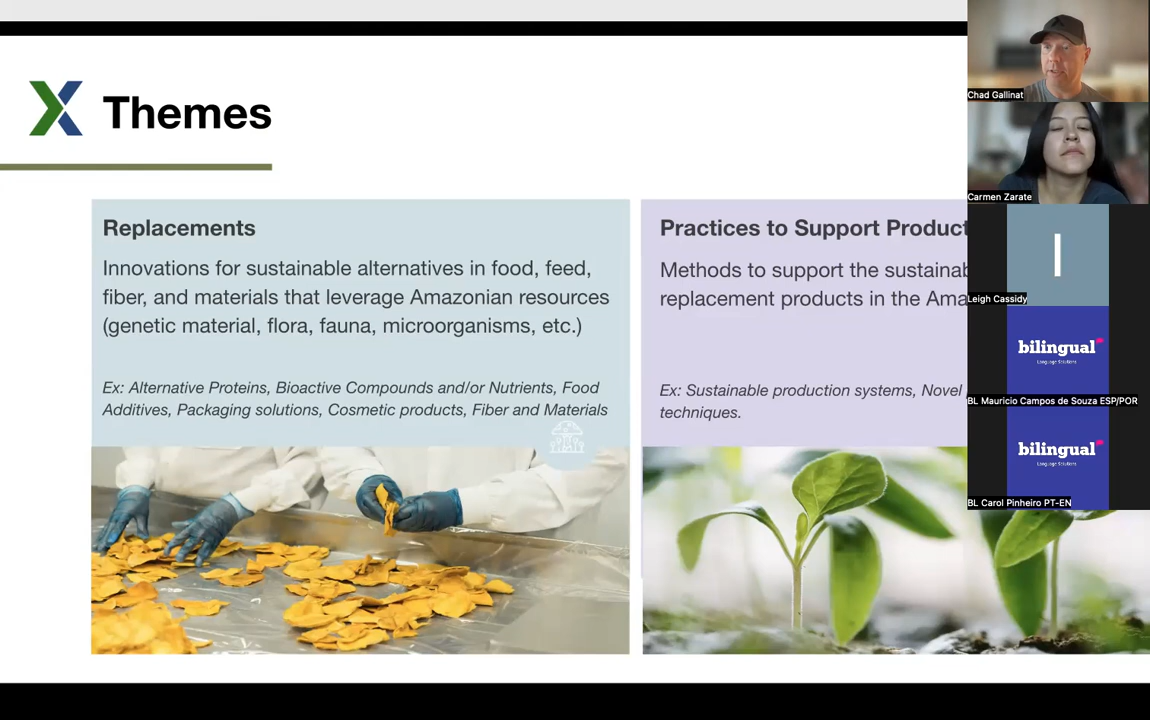 Themes
Replacements
Innovations for sustainable alternatives in food, feed,
fiber, and materials that leverage Amazonian resources
(genetic material, flora, fauna, microorganisms, etc.)
Ex: Alternative Proteins, Bioactive Compounds and/or Nutrients, Food
Additives, Packaging solutions, Cosmetic products, Fiber and Materials
Practices to Support Product
Methods to support the
replacement products in the
Ex: Sustainable production systems, Novel
techniques.
Chad Gallinat
Carmen Zarate
I
Leigh Cassidy
bilingual
Language Solutions
BL Mauricio Campos de Souza ESP/POR
bilingual
Language Solutions
BL Carol Pinheiro PT-EN